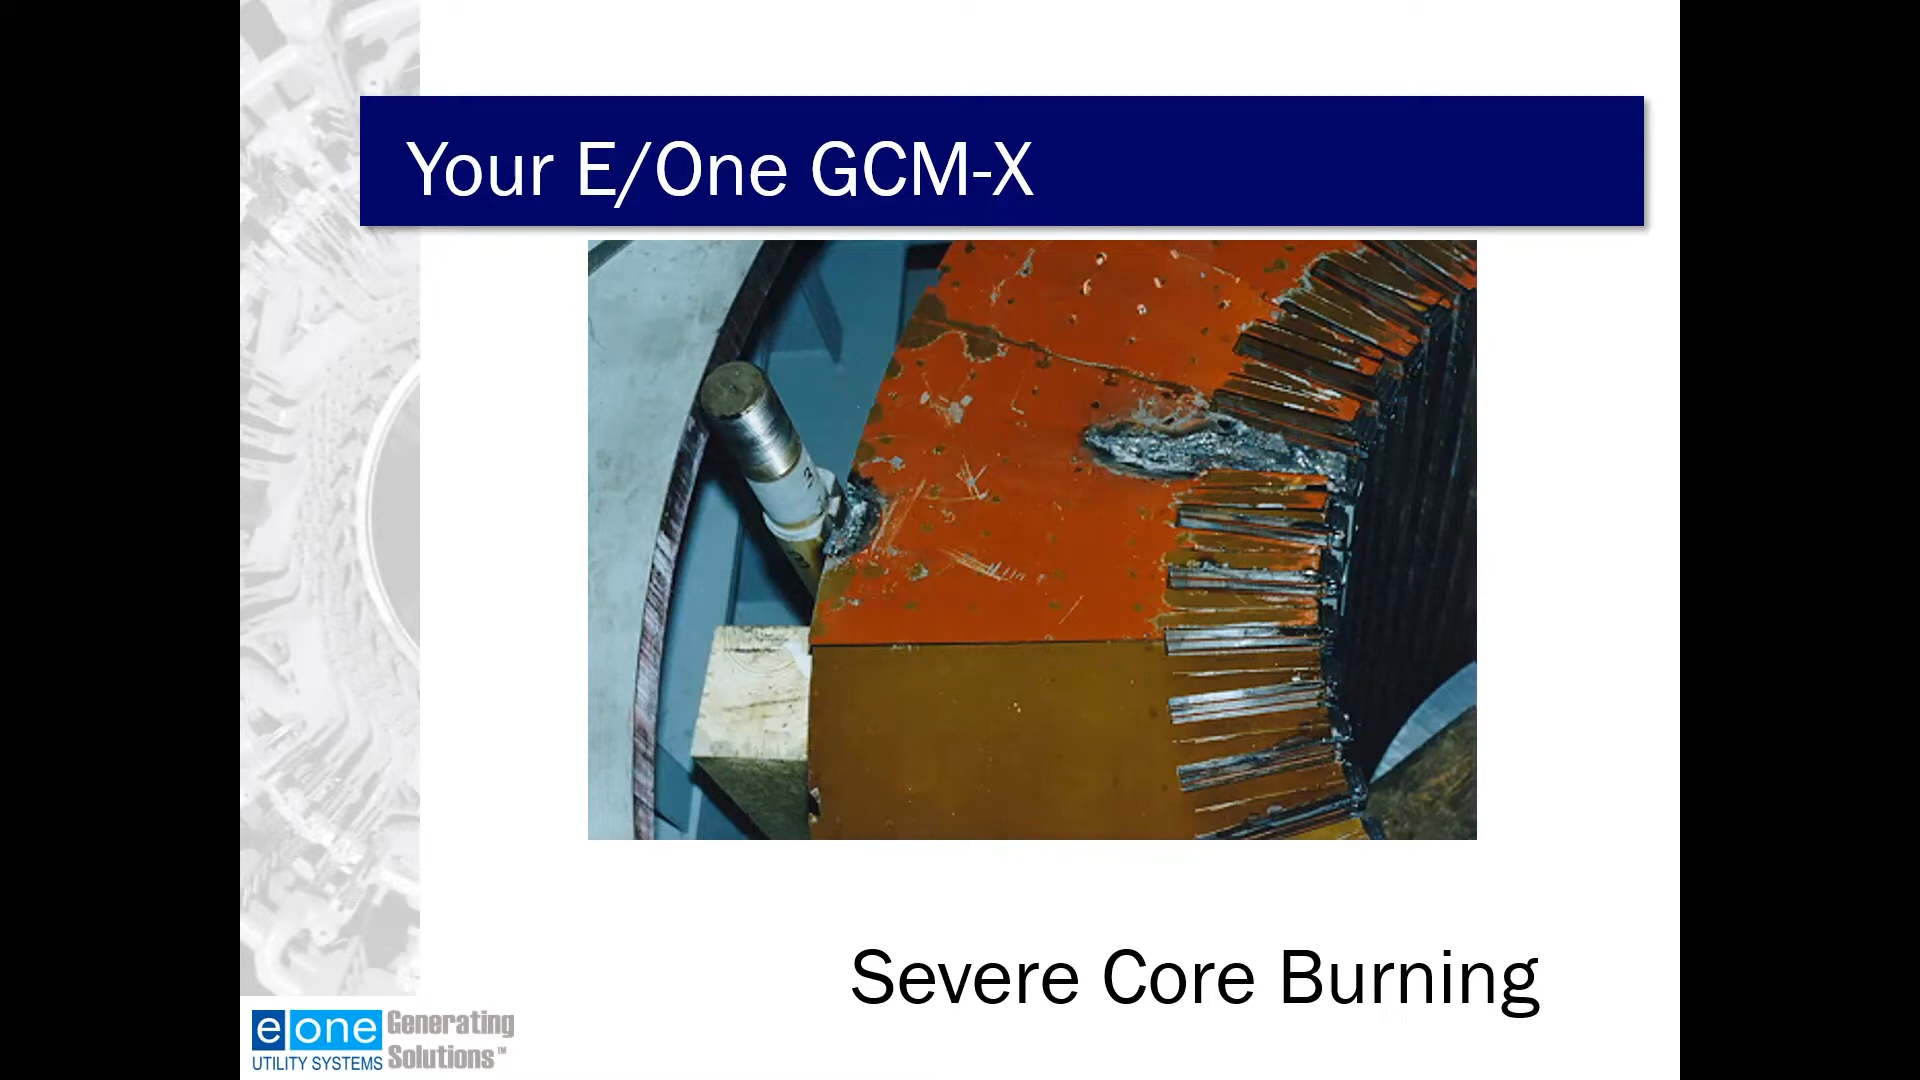 Your E/One GCM-X
Severe Core Burning
e one Generating
UTILITY SYSTEMS Solutions™